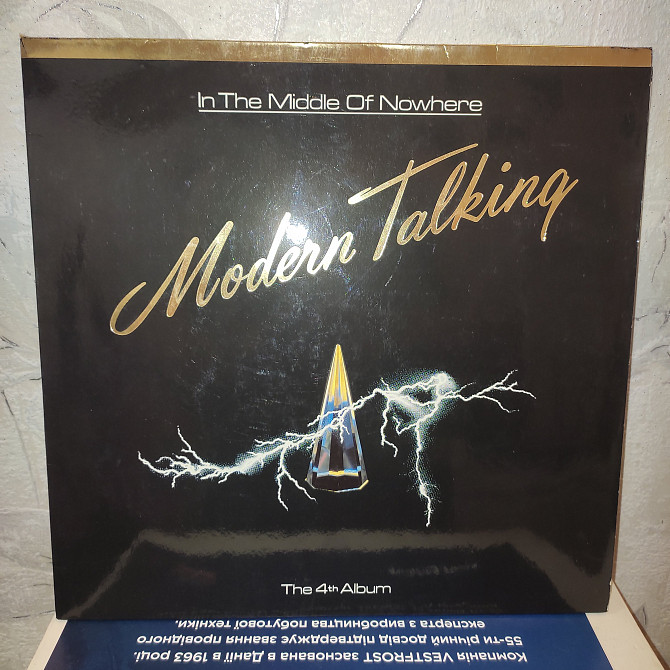 In The Middle Of Nowhere
Modern Talking
The 4th Album
Компанія VESTFROST заснована в Данії в 1963 році.
55-ти річний досвід підтверджує звання провідного
експерта з виробництва побутової техніки.